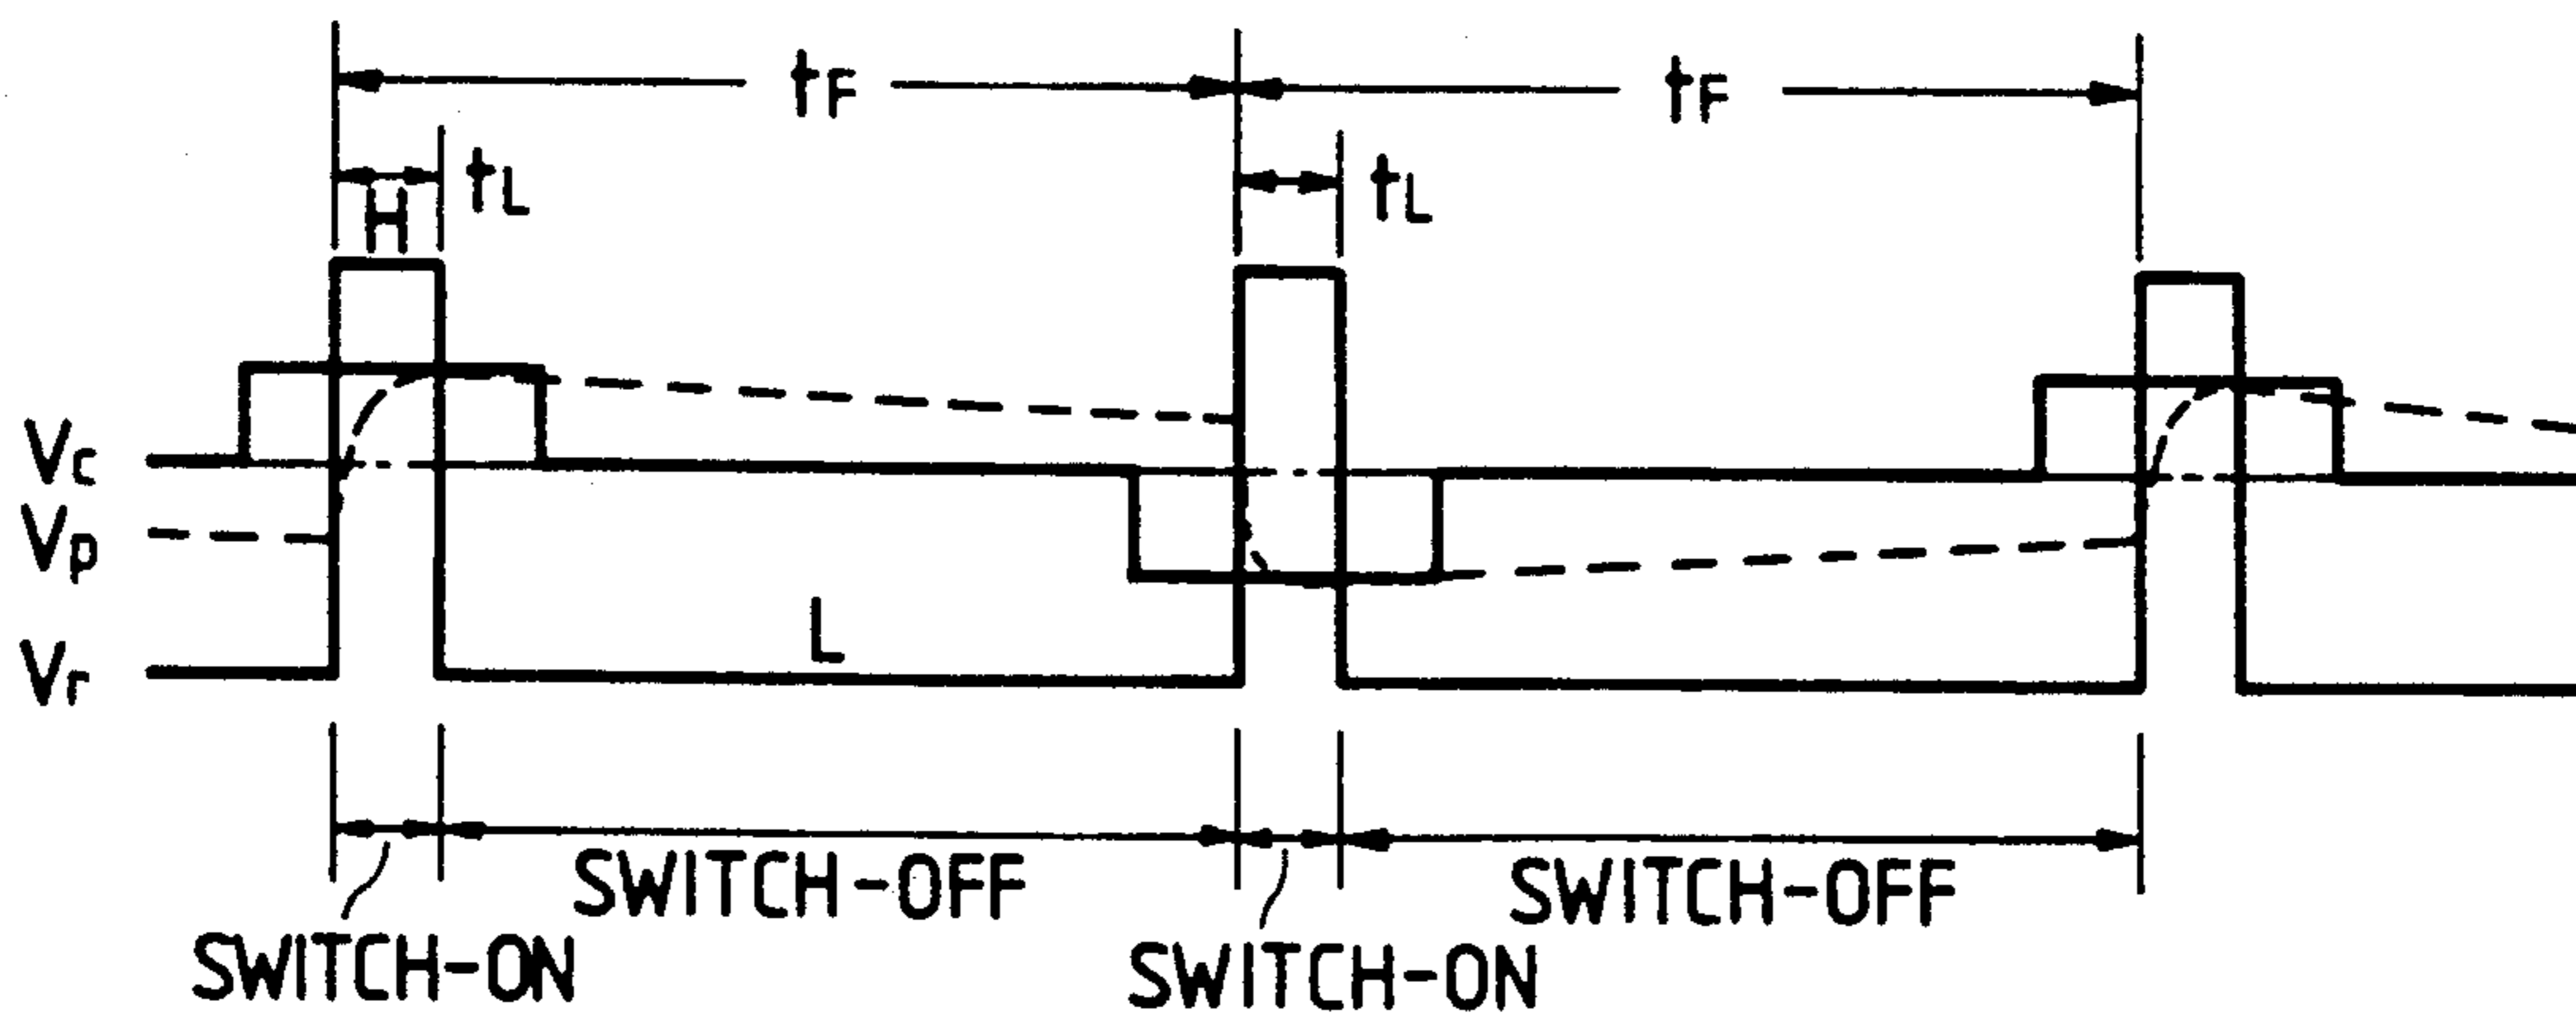 tF tF
tL tL
H
Vc
Vp
L
Vr
SWITCH-OFF SWITCH-OFF
SWITCH-ON SWITCH-ON